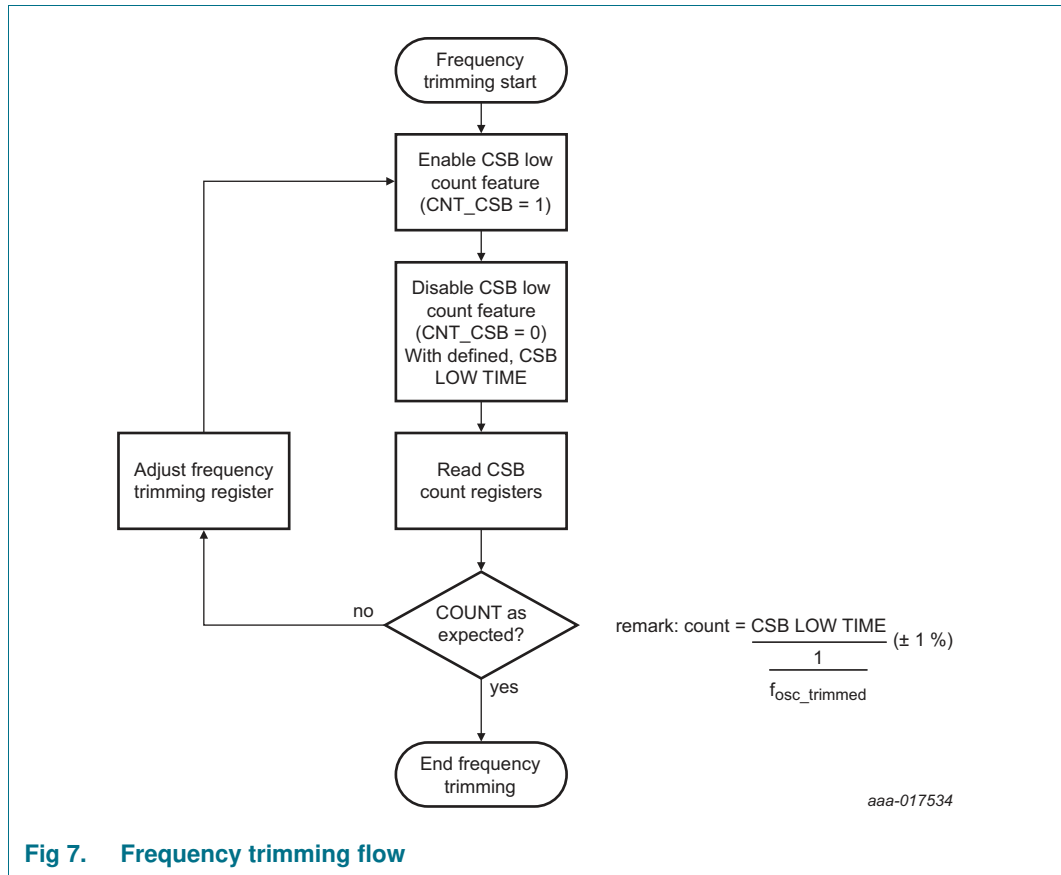 Frequency
trimming start
Enable CSB low
count feature
(CNT_CSB = 1)
Disable CSB low
count feature
(CNT_CSB = 0)
With defined, CSB
LOW TIME
Adjust frequency
trimming register
Read CSB
count registers
no
COUNT as
expected?
remark: count = CSB LOW TIME (± 1 %)
1
fosc_trimmed
yes
End frequency
trimming
aaa-017534
Fig 7. Frequency trimming flow